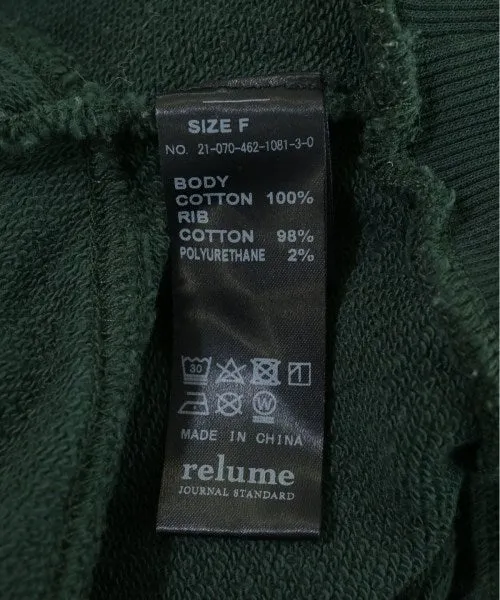 SIZE F
NO. 21-070-462-1081-3-0
BODY
COTTON 100%
RIB
COTTON 98%
POLYURETHANE 2%
30
W
MADE IN CHINA
relume
JOURNAL STANDARD